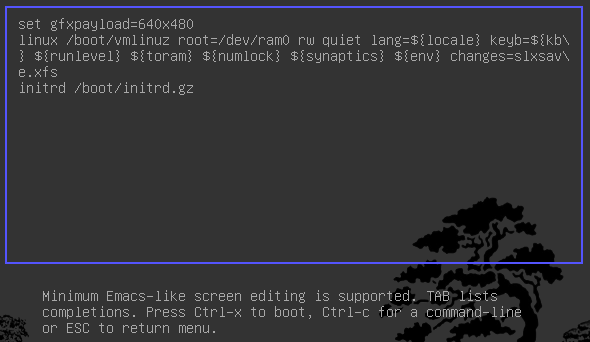 set gfxpayload=640x480
linux /boot/vmlinuz root=/dev/ram0 rw quiet lang=${locale} keyb=${kb\
} ${runlevel} ${toram} ${numlock} ${synaptics} ${env} changes=slxsav\
e.xfs
initrd /boot/initrd.gz
Minimum Emacs-like screen editing is supported. TAB lists
completions. Press Ctrl-x to boot, Ctrl-c for a command-line
or ESC to return menu.